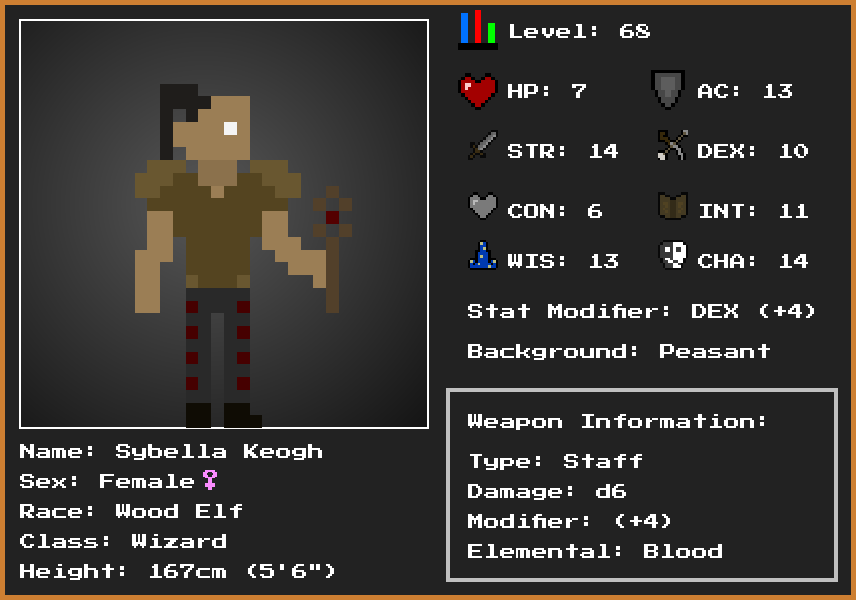 Level: 68
HP: 7 AC: 13
STR: 14 DEX: 10
CON: 6 INT: 11
WIS: 13 CHA: 14
Stat Modifier: DEX (+4)
Background: Peasant
Weapon Information:
Type: Staff
Damage: d6
Modifier: (+4)
Elemental: Blood
Name: Sybella Keogh
Sex: Female♀
Race: Wood Elf
Class: Wizard
Height: 167cm (5'6")